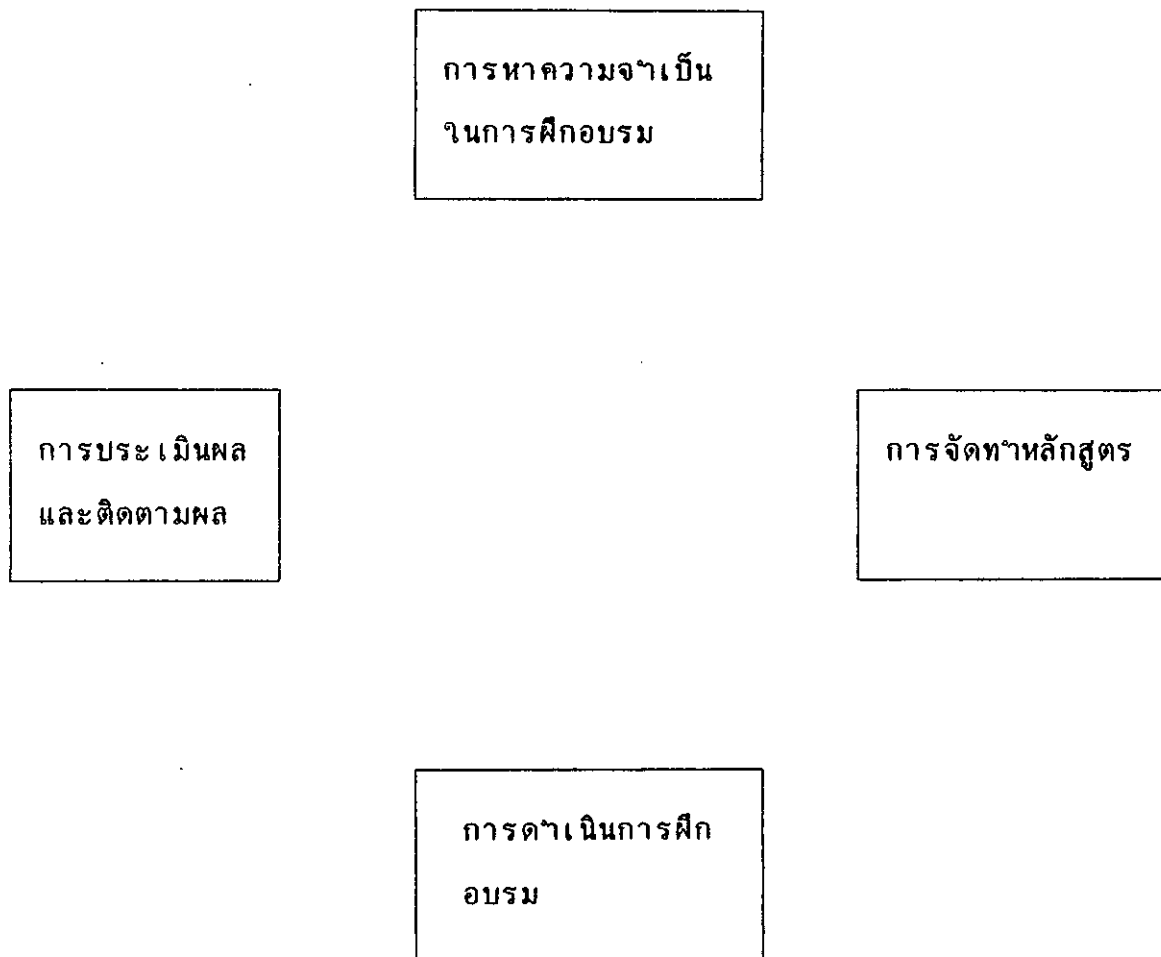 การหาความจำเป็น
ในการฝึกอบรม
การประเมินผล
และติดตามผล
การจัดทำหลักสูตร
การดำเนินการฝึก
อบรม